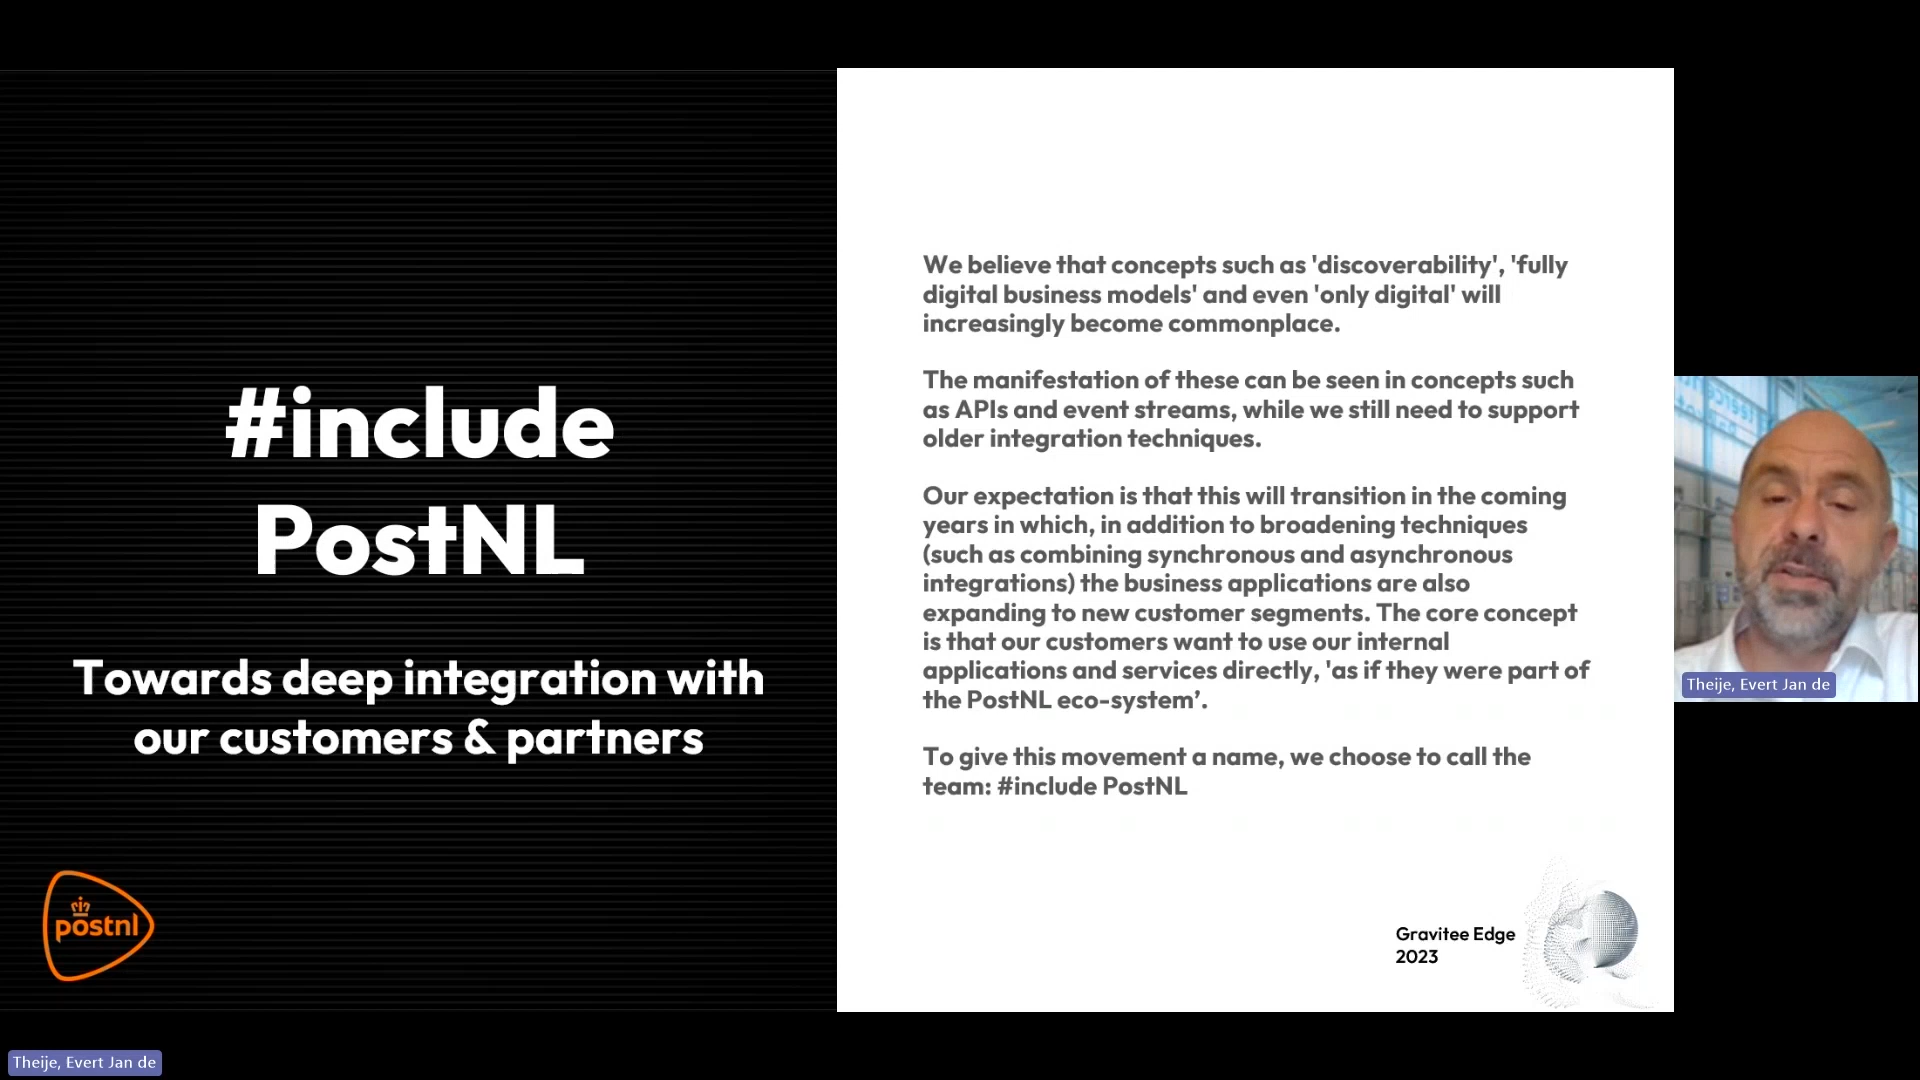 #include
PostNL
Towards deep integration with
our customers & partners
postnl
We believe that concepts such as 'discoverability', 'fully
digital business models' and even 'only digital' will
increasingly become commonplace.
The manifestation of these can be seen in concepts such
as APIs and event streams, while we still need to support
older integration techniques.
Our expectation is that this will transition in the coming
years in which, in addition to broadening techniques
(such as combining synchronous and asynchronous
integrations) the business applications are also
expanding to new customer segments. The core concept
is that our customers want to use our internal
applications and services directly, 'as if they were part of
the PostNL eco-system’.
To give this movement a name, we choose to call the
team: #include PostNL
Gravitee Edge
2023
Theije, Evert Jan de
Theije, Evert Jan de